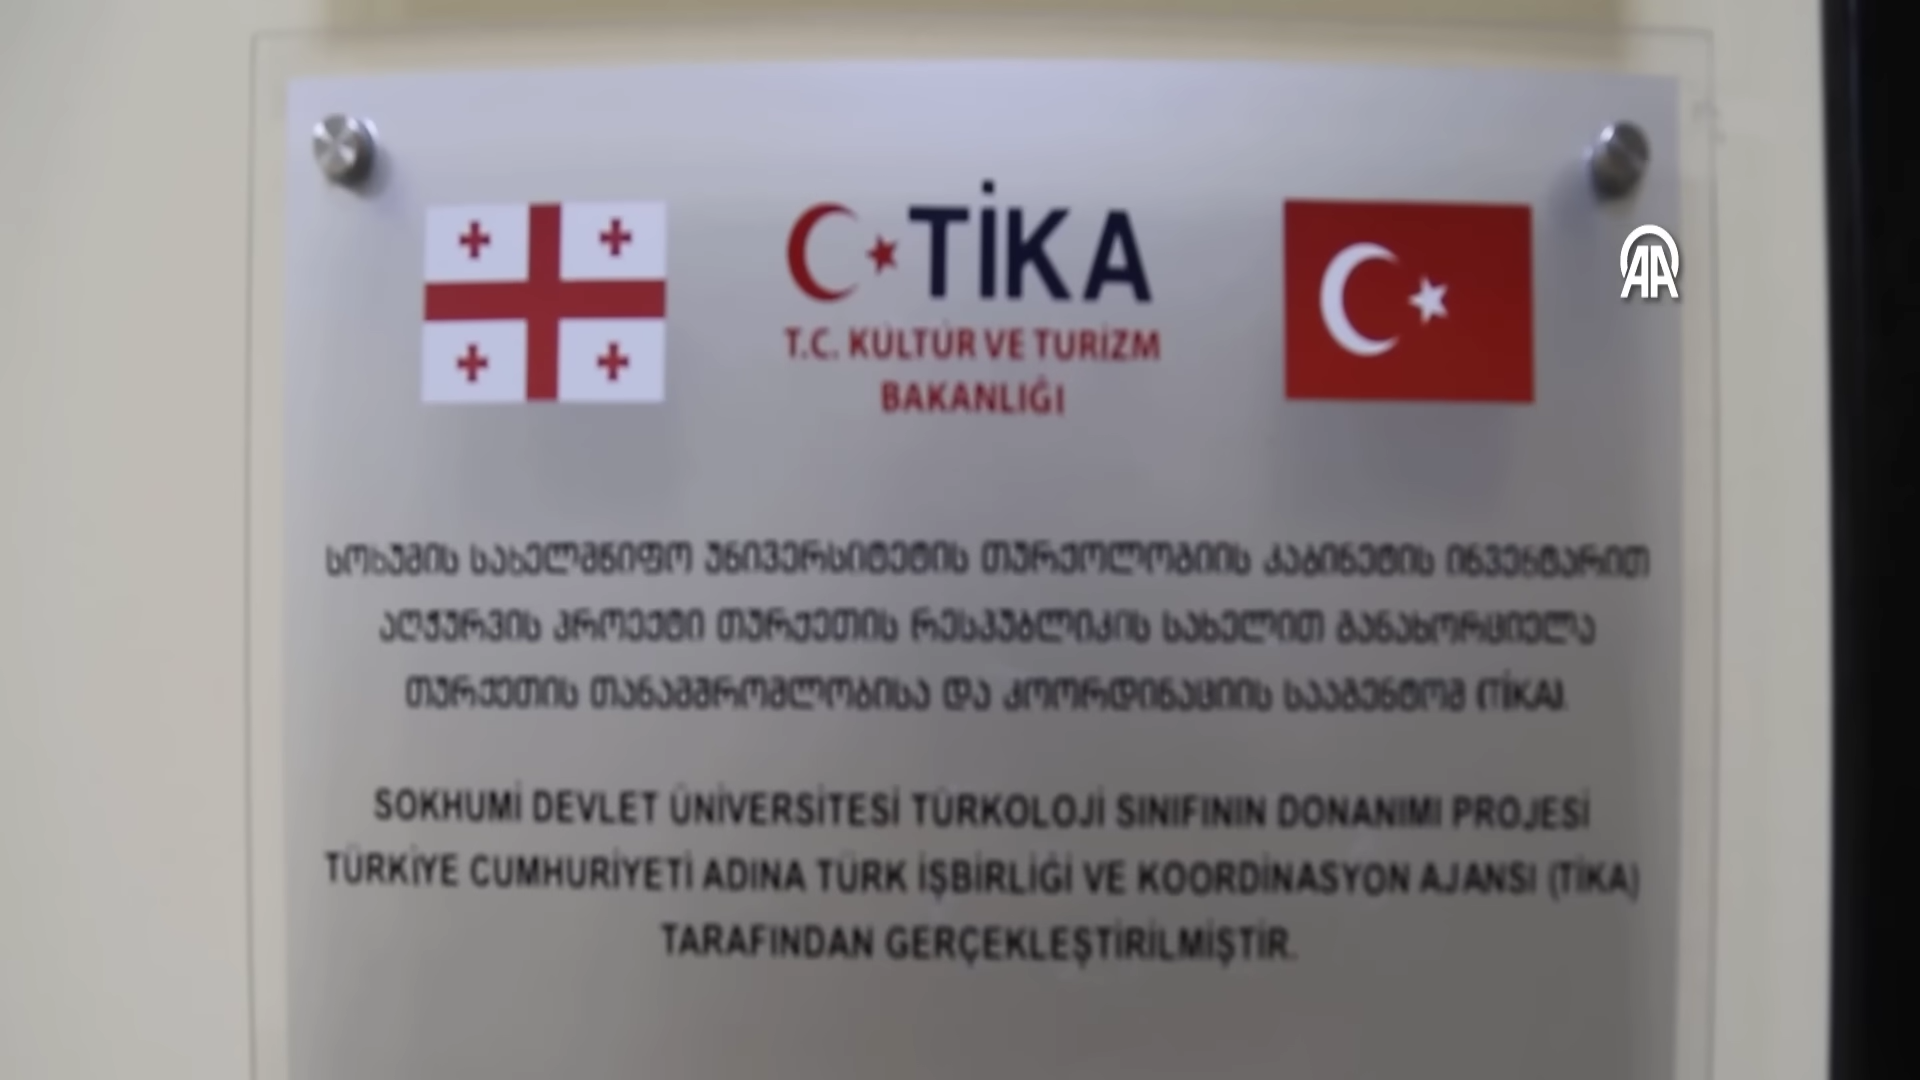 TİKA
T.C. KÜLTÜR VE TURİZM
BAKANLIĞI
AA
სოხუმის სახელმწიფო უნივერსიტეტის თურქოლოგიის კაბინეტის ინვენტარით
აღჭურვის პროექტი თურქეთის რესპუბლიკის სახელით განახორციელა
თურქეთის თანამშრომლობისა და კოორდინაციის სააგენტომ (TİKA).
SOKHUMİ DEVLET ÜNİVERSİTESİ TÜRKOLOJİ SINIFININ DONANIMI PROJESİ
TÜRKİYE CUMHURİYETİ ADINA TÜRK İŞBİRLİĞİ VE KOORDİNASYON AJANSI (TİKA)
TARAFINDAN GERÇEKLEŞTİRİLMİŞTİR.